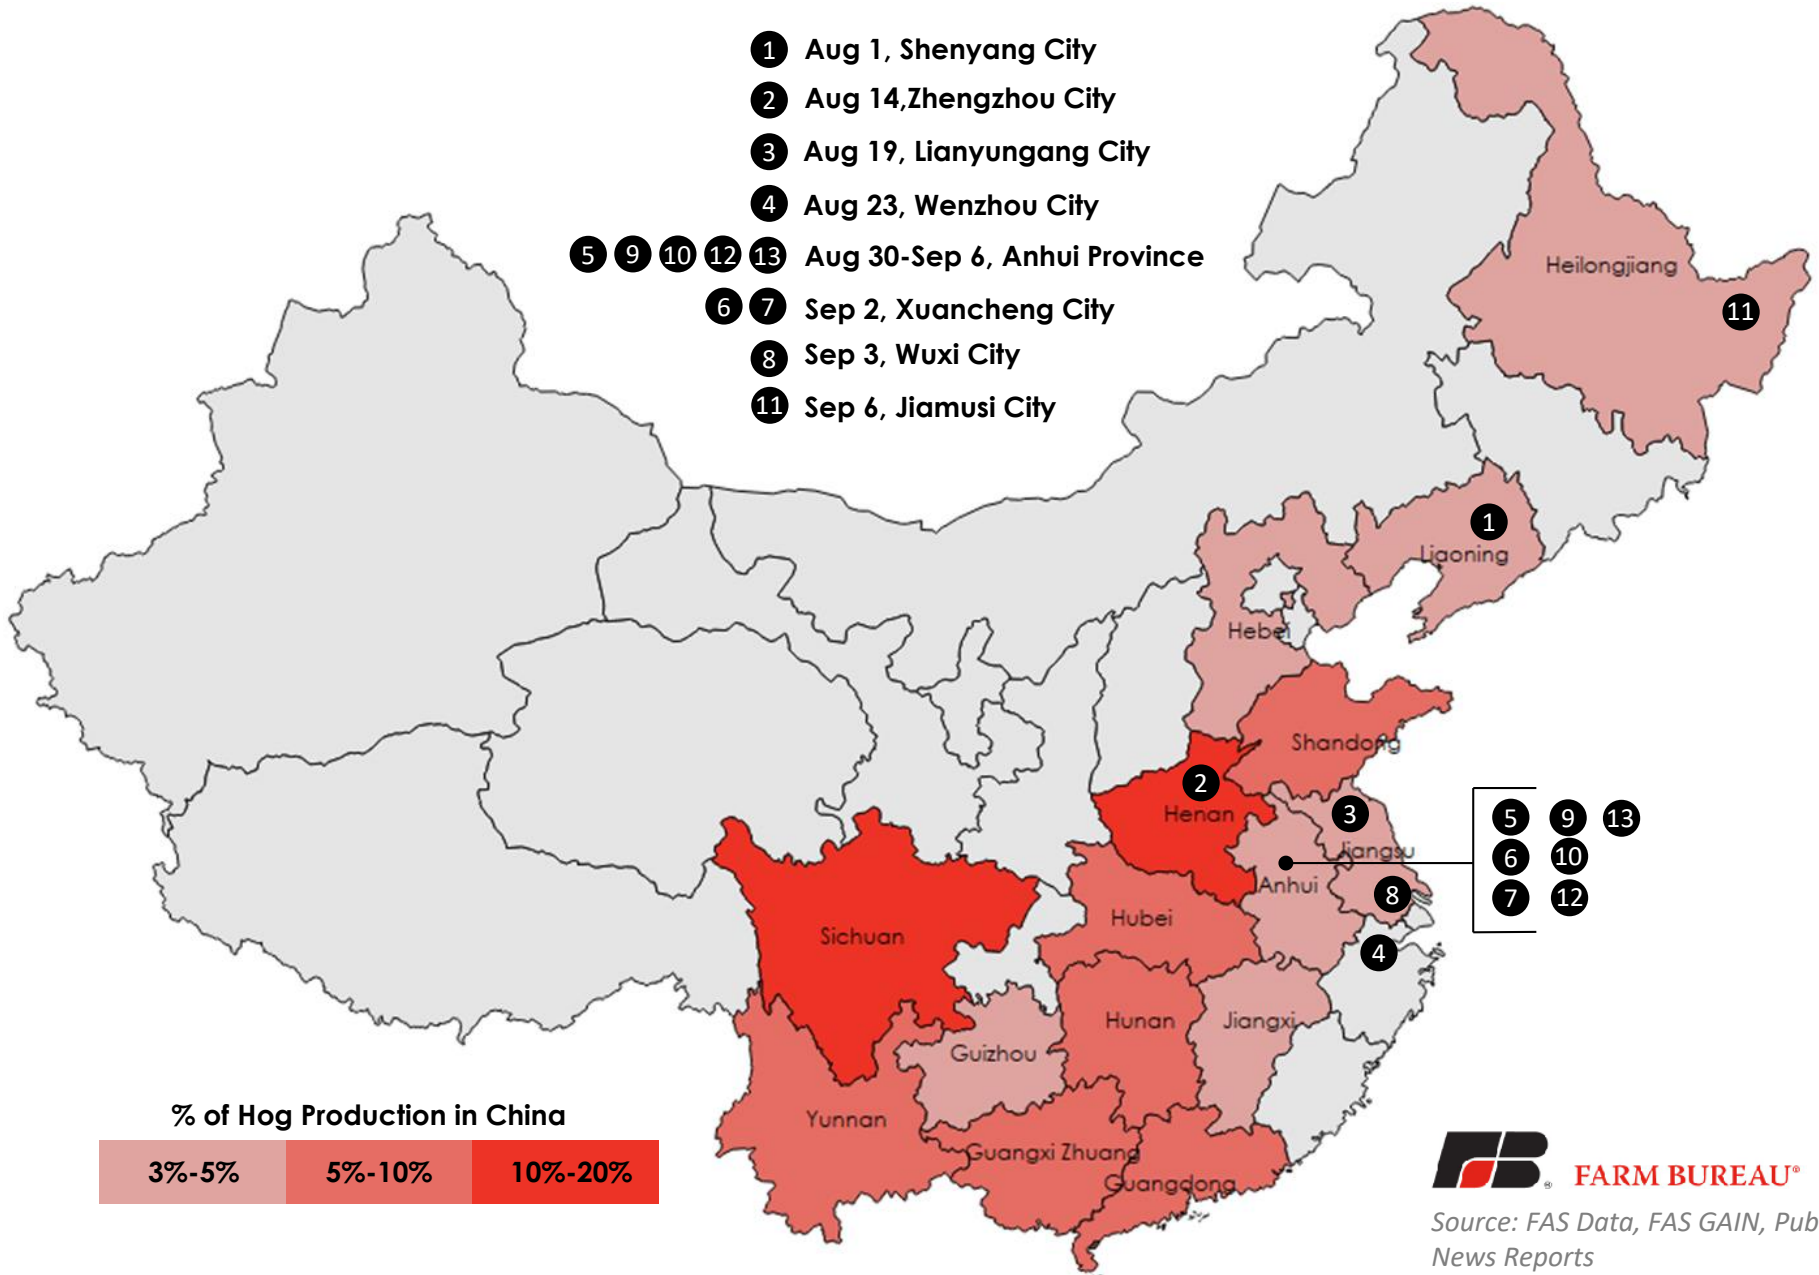 1 Aug 1, Shenyang City
2 Aug 14,Zhengzhou City
3 Aug 19, Lianyungang City
4 Aug 23, Wenzhou City
5 9 10 12 13 Aug 30-Sep 6, Anhui Province
6 7 Sep 2, Xuancheng City
8 Sep 3, Wuxi City
11 Sep 6, Jiamusi City
Heilongjiang
11
1
Liaoning
Hebei
Shandong
2
Henan
3
Jiangsu
Anhui
8
4
5 9 13
6 10
7 12
Hubei
Sichuan
Hunan
Jiangxi
Guizhou
Yunnan
Guangxi Zhuang
Guangdong
% of Hog Production in China
3%-5% 5%-10% 10%-20%
FB ® FARM BUREAU®
Source: FAS Data, FAS GAIN, Pub
News Reports